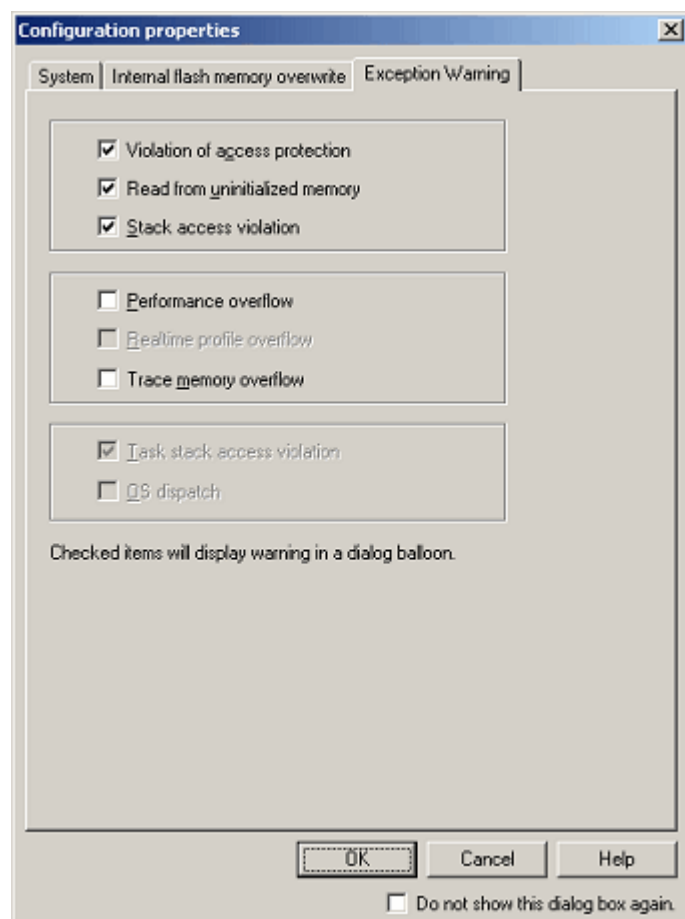 Configuration properties
System
Internal flash memory overwrite
Exception Warning
Violation of access protection
Read from uninitialized memory
Stack access violation
Performance overflow
Realtime profile overflow
Trace memory overflow
Task stack access violation
OS dispatch
Checked items will display warning in a dialog balloon.
OK
Cancel
Help
Do not show this dialog box again.